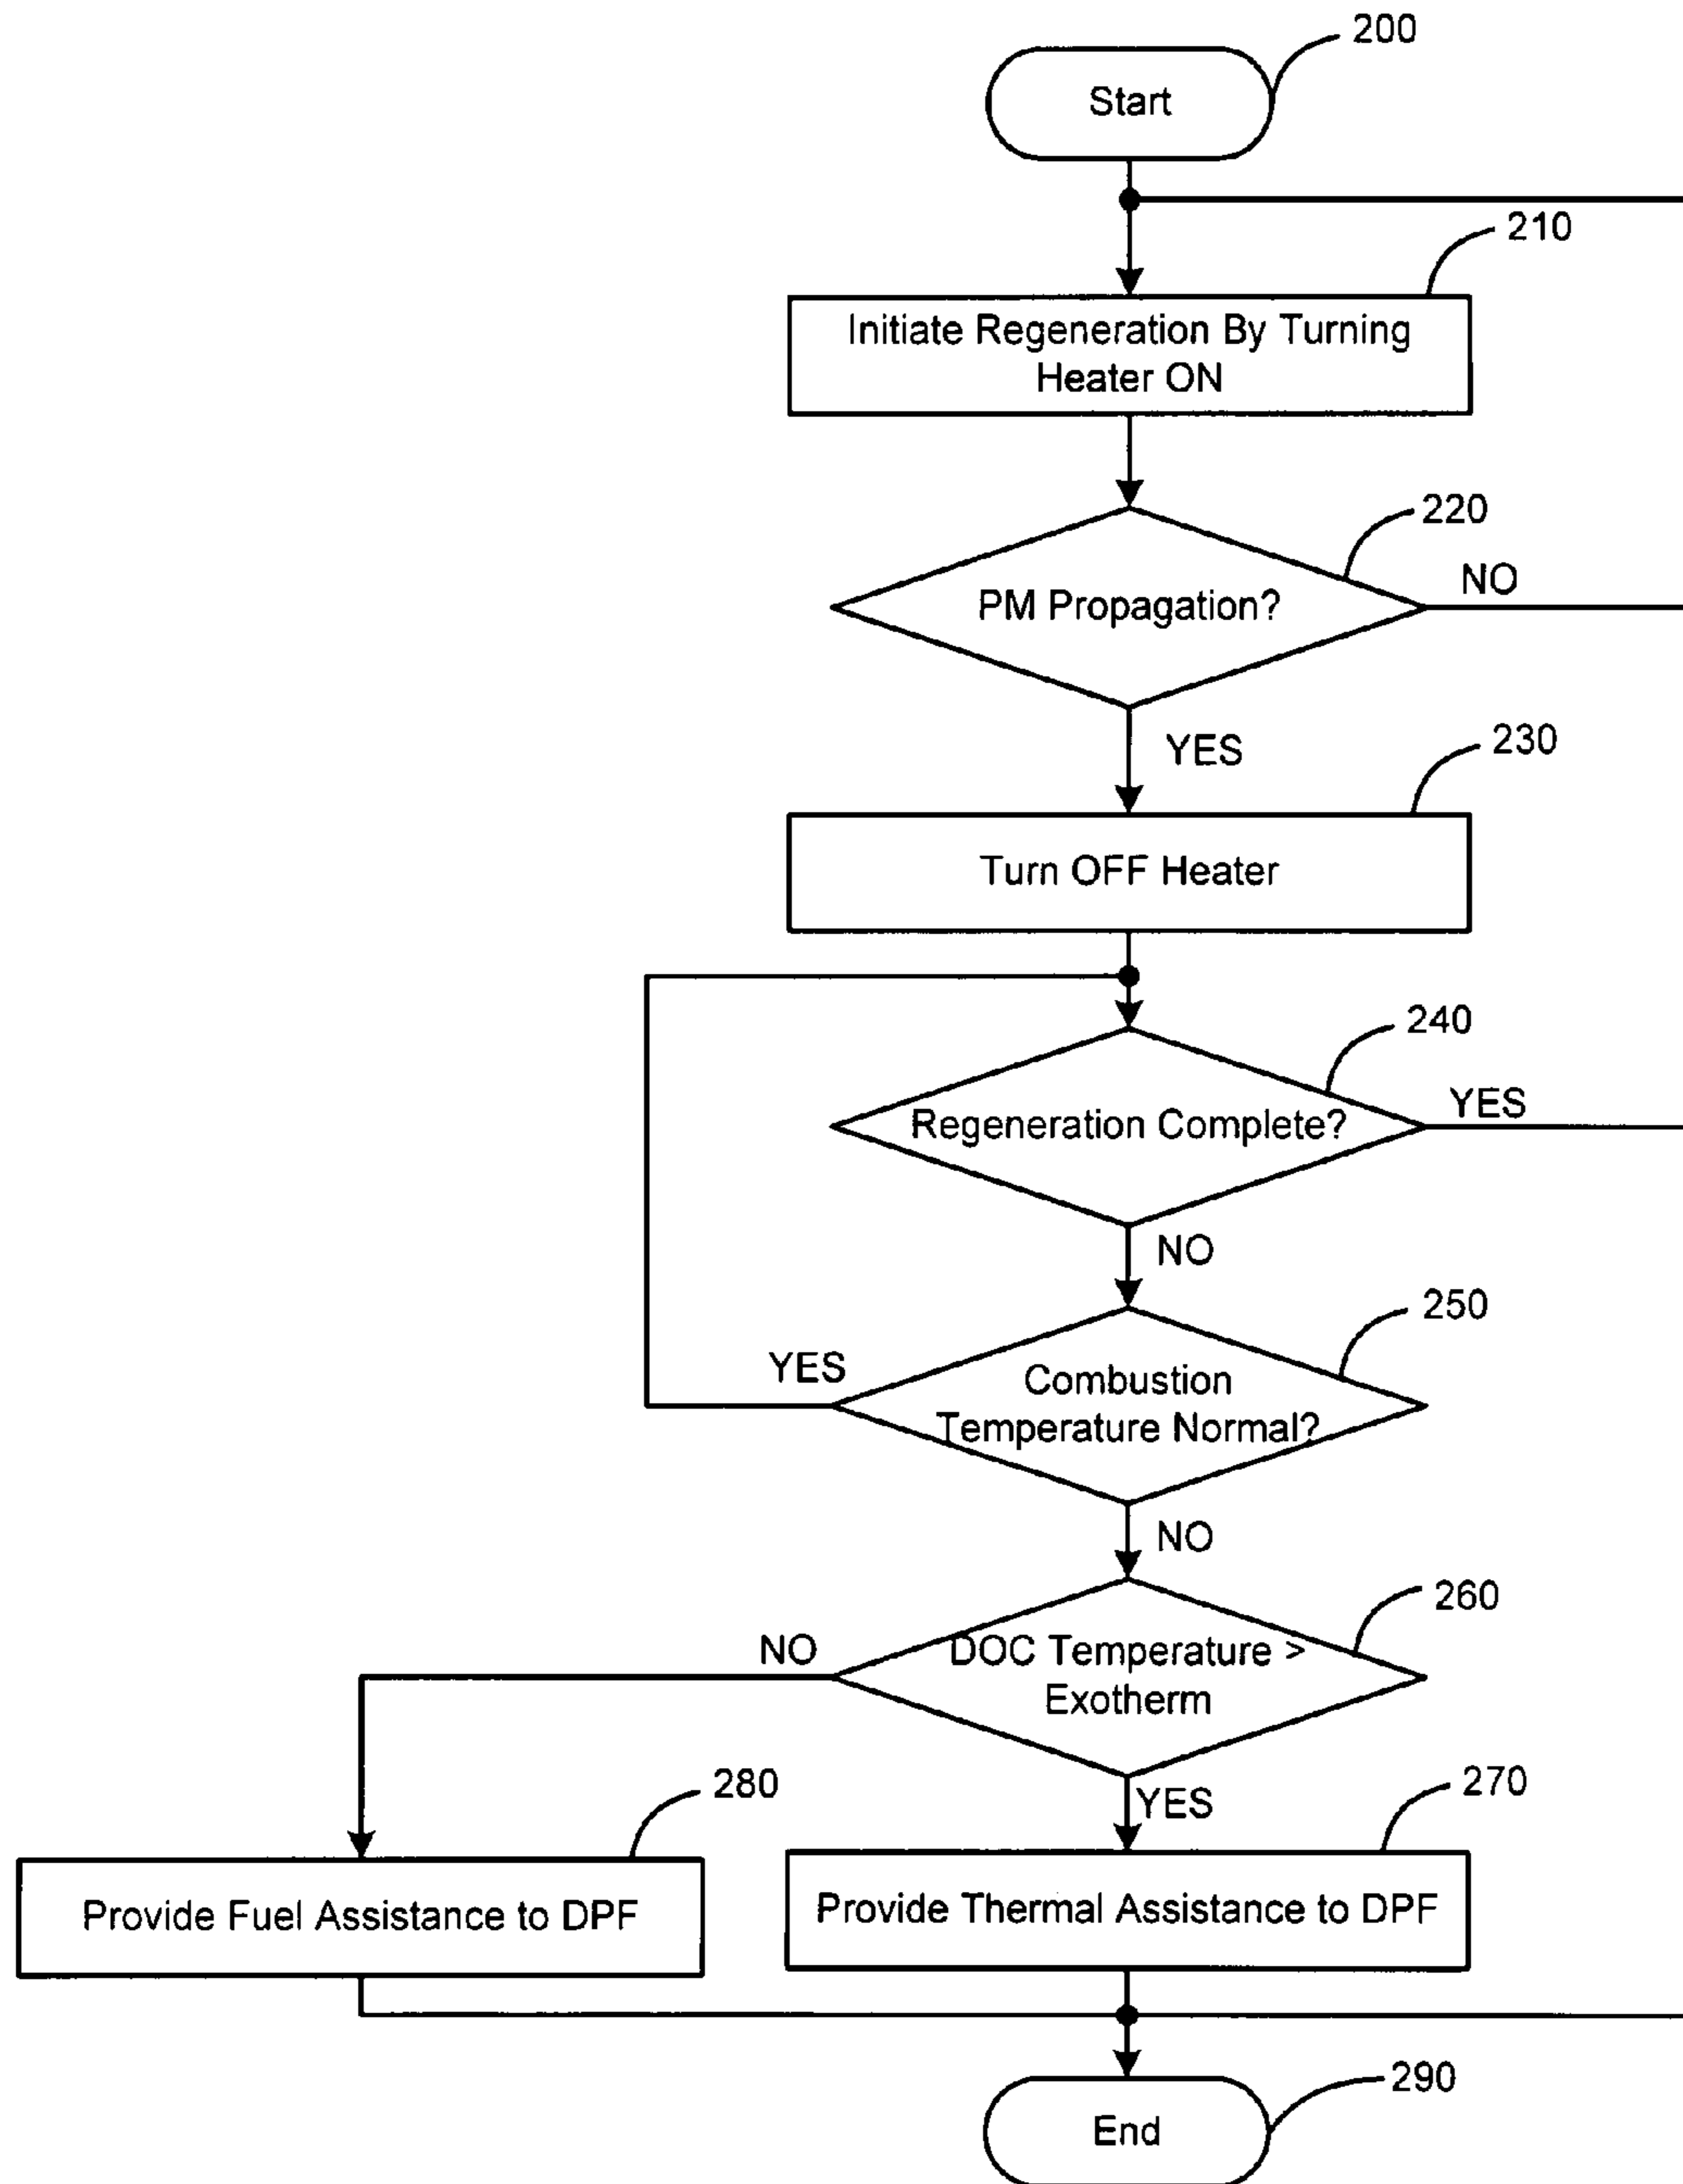 200
Start
210
Initiate Regeneration By Turning
Heater ON
220
PM Propagation?
NO
YES
230
Turn OFF Heater
240
Regeneration Complete?
YES
NO
250
YES
Combustion
Temperature Normal?
NO
260
NO
DOC Temperature >
Exotherm
280
YES
270
Provide Fuel Assistance to DPF
Provide Thermal Assistance to DPF
290
End